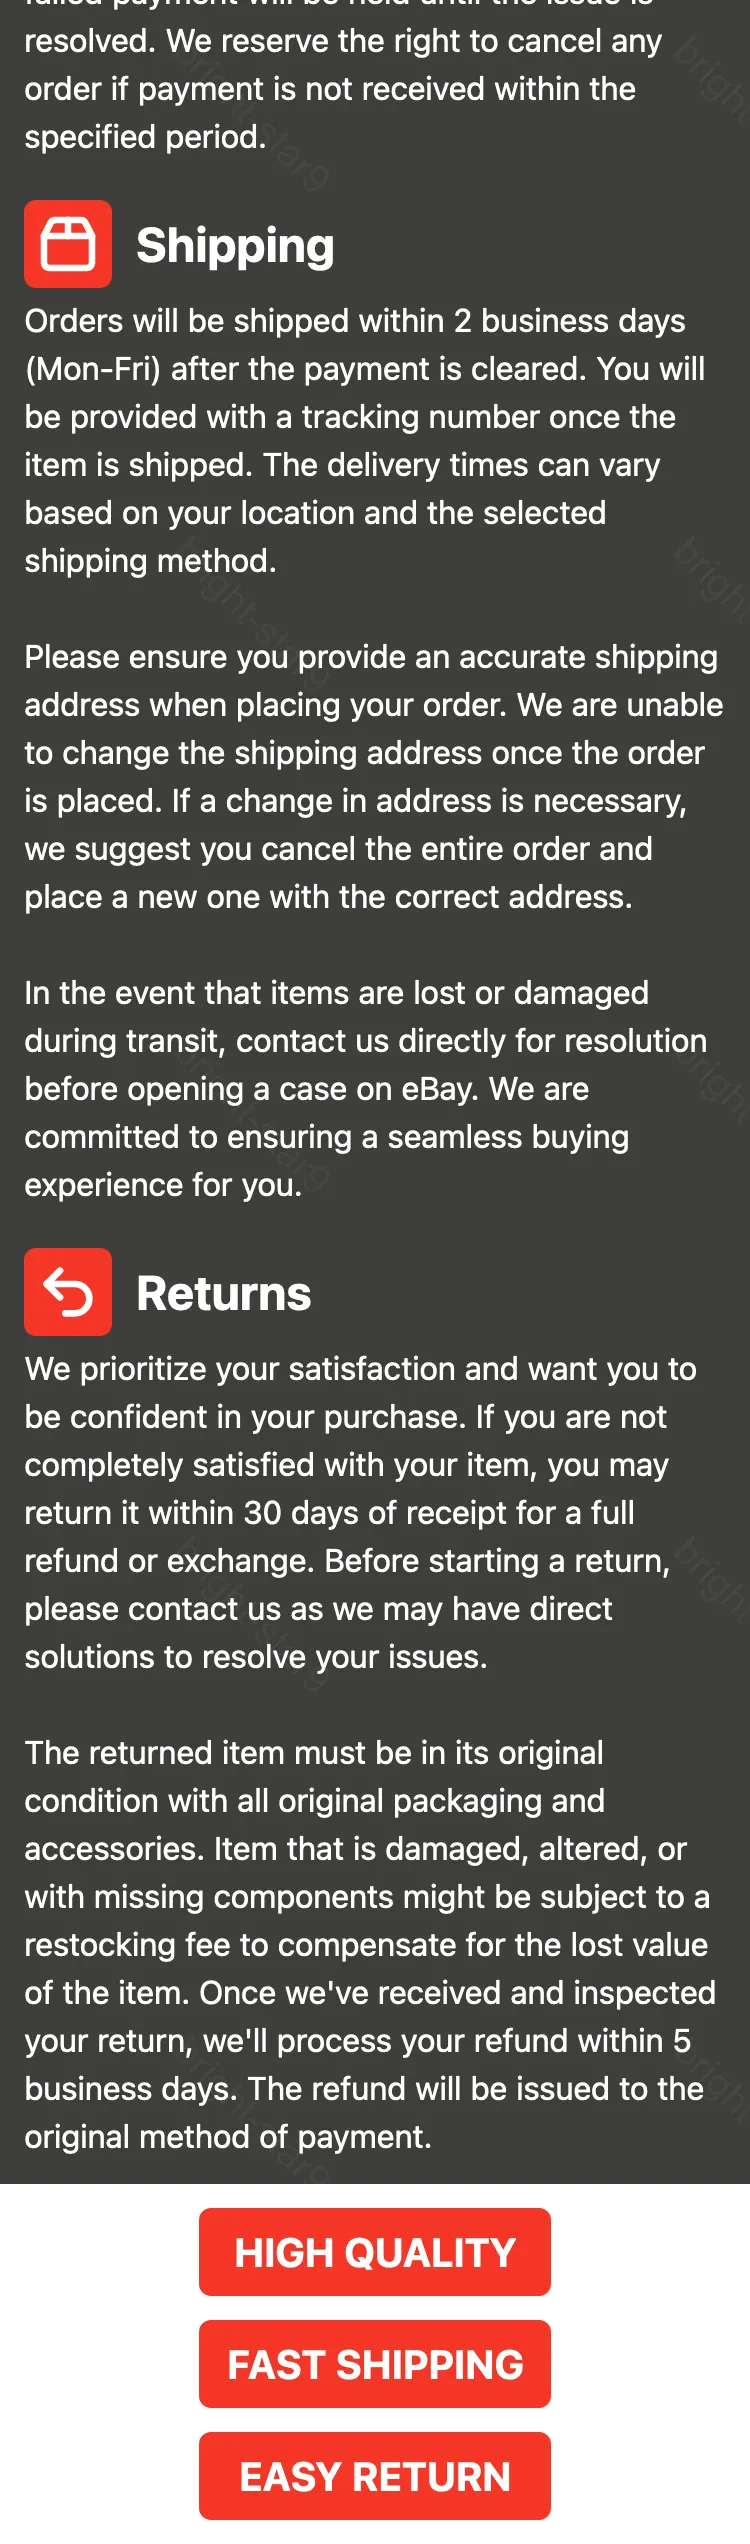 failed payment will be held until the issue is
resolved. We reserve the right to cancel any
order if payment is not received within the
specified period.
Shipping
Orders will be shipped within 2 business days
(Mon-Fri) after the payment is cleared. You will
be provided with a tracking number once the
item is shipped. The delivery times can vary
based on your location and the selected
shipping method.
Please ensure you provide an accurate shipping
address when placing your order. We are unable
to change the shipping address once the order
is placed. If a change in address is necessary,
we suggest you cancel the entire order and
place a new one with the correct address.
In the event that items are lost or damaged
during transit, contact us directly for resolution
before opening a case on eBay. We are
committed to ensuring a seamless buying
experience for you.
Returns
We prioritize your satisfaction and want you to
be confident in your purchase. If you are not
completely satisfied with your item, you may
return it within 30 days of receipt for a full
refund or exchange. Before starting a return,
please contact us as we may have direct
solutions to resolve your issues.
The returned item must be in its original
condition with all original packaging and
accessories. Item that is damaged, altered, or
with missing components might be subject to a
restocking fee to compensate for the lost value
of the item. Once we've received and inspected
your return, we'll process your refund within 5
business days. The refund will be issued to the
original method of payment.
HIGH QUALITY
FAST SHIPPING
EASY RETURN